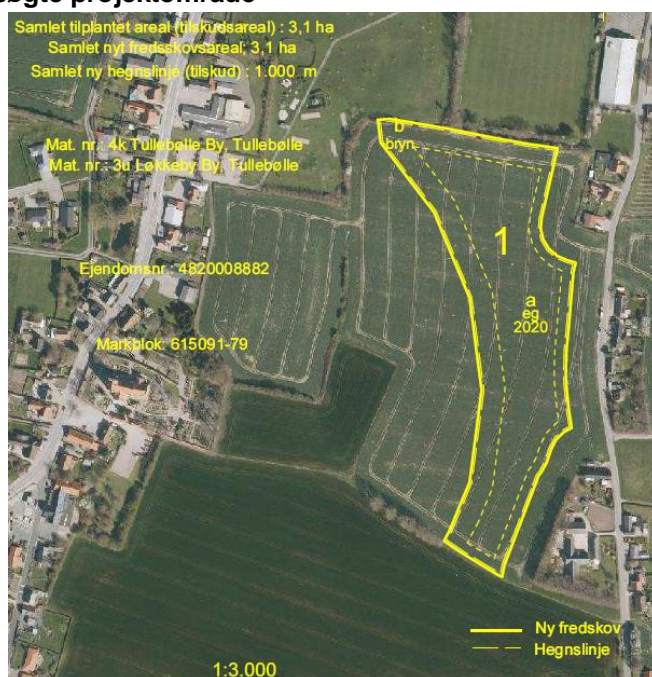 søgte projektområde
Samlet tilplantet areal (tilskudsareal) : 3,1 ha
Samlet nyt fredsskovsareal; 3,1 ha
Samlet ny hegnslinje (tilskud) : 1.000 m
b
bryn
Mat. nr.: 4k Tullebølle By, Tullebølle
Mat. nr.: 3u Løkkeby By, Tullebølle
1
Ejendomsnr.: 4820008882
a
eg
2020
Markblok: 615091-79
Ny fredskov
Hegnslinje
1:3.000